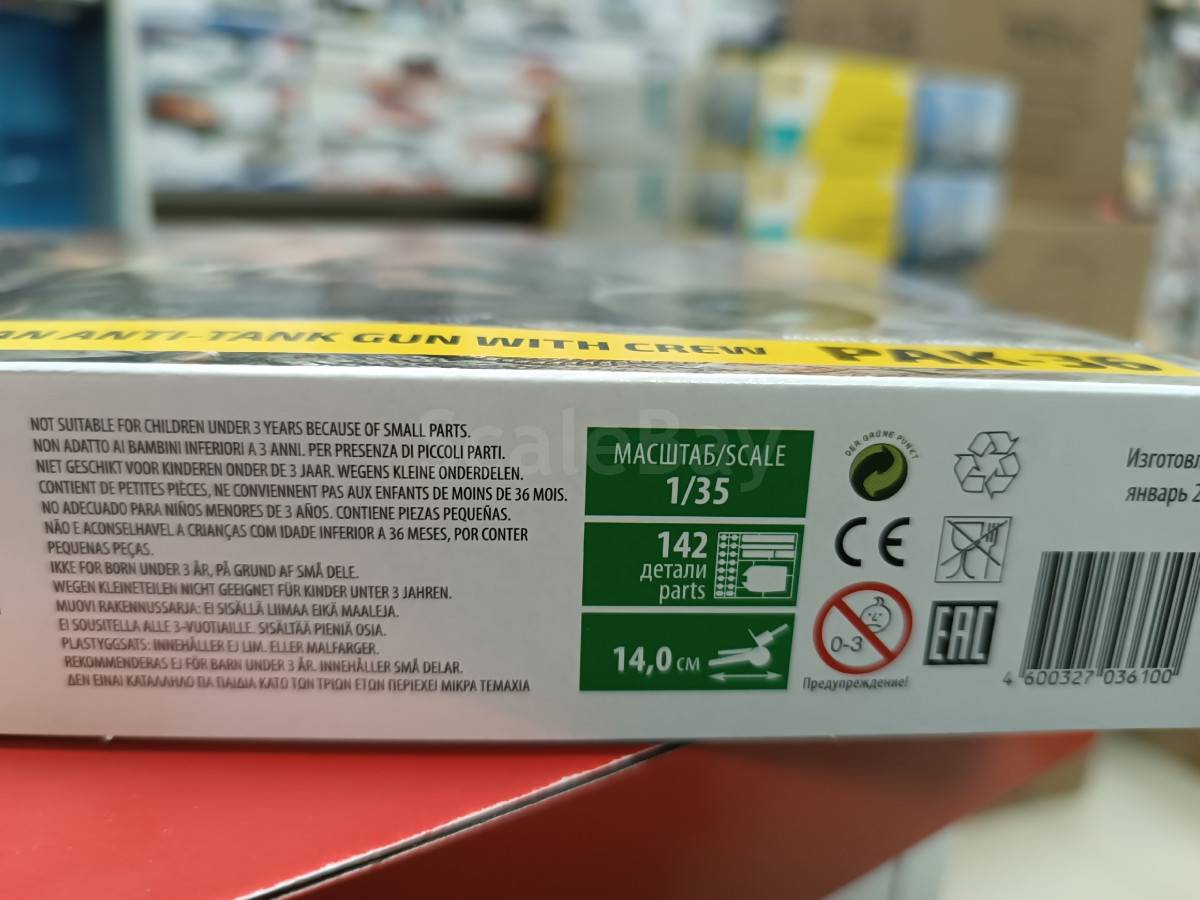 AN ANTI-TANK GUN WITH CREW PAK-36
NOT SUITABLE FOR CHILDREN UNDER 3 YEARS BECAUSE OF SMALL PARTS.
NON ADATTO AI BAMBINI INFERIORI A 3 ANNI. PER PRESENZA DI PICCOLI PARTI.
NIET GESCHIKT VOOR KINDEREN ONDER DE 3 JAAR. WEGENS KLEINE ONDERDELEN.
CONTIENT DE PETITES PIÈCES, NE CONVIENNENT PAS AUX ENFANTS DE MOINS DE 36 MOIS.
NO ADECUADO PARA NIÑOS MENORES DE 3 AÑOS. CONTIENE PIEZAS PEQUEÑAS.
NÃO E ACONSELHAVEL A CRIANÇAS COM IDADE INFERIOR A 36 MESES, POR CONTER
PEQUENAS PEÇAS.
IKKE FOR BORN UNDER 3 ÅR, PÅ GRUND AF SMÅ DELE.
WEGEN KLEINTEILEN NICHT GEEIGNET FÜR KINDER UNTER 3 JAHREN.
MUOVI RAKENNUSSARJA: EI SISÄLLÄ LIIMAA EIKÄ MAALEJA.
EI SOUSITELLA ALLE 3-VUOTIAILLE. SISÄLTÄÄ PIENIÄ OSIA.
PLASTYGGSATS: INNEHÅLLER EJ LIM. ELLER MALFARGER.
REKOMMENDERAS EJ FÖR BARN UNDER 3 ÅR. INNEHÅLLER SMÅ DELAR.
ΔΕΝ ΕΙΝΑΙ ΚΑΤΑΛΛΗΛΟ ΠΑ ΠΑΙΔΙΑ ΚΑΤΩ ΤΩΝ ΤΡΙΩΝ ΕΤΩΝ ΠΕΡΙΕΧΕΙ ΜΙΚΡΑ ΤΕΜΑΧΙΑ
МАСШТАБ/SCALE
1/35
142
детали
parts
14,0 см
DER GRÜNE PUNKT
CE
0-3
Предупреждение!
EAC
Изготовл
январь 2
4 600327 036100
ScaleBay